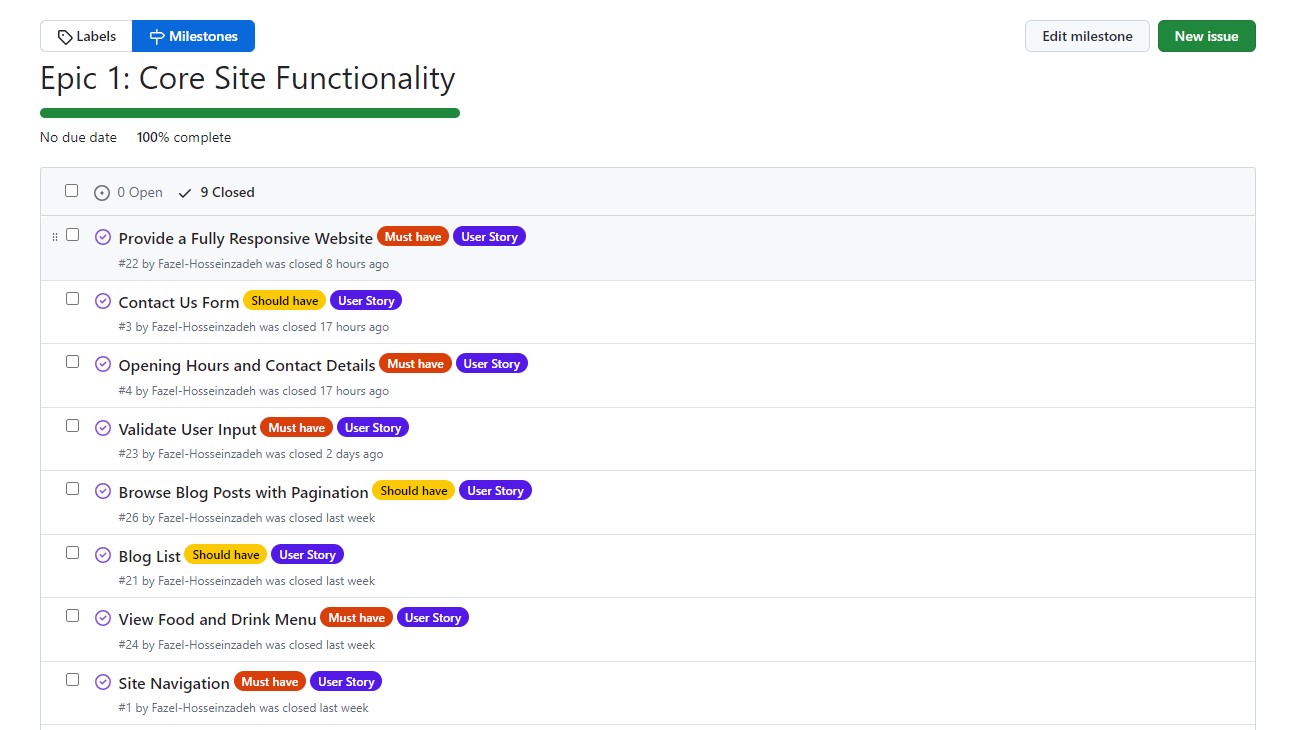 Labels Milestones Edit milestone New issue
Epic 1: Core Site Functionality
No due date 100% complete
0 Open 9 Closed
Provide a Fully Responsive Website Must have User Story
#22 by Fazel-Hosseinzadeh was closed 8 hours ago
Contact Us Form Should have User Story
#3 by Fazel-Hosseinzadeh was closed 17 hours ago
Opening Hours and Contact Details Must have User Story
#4 by Fazel-Hosseinzadeh was closed 17 hours ago
Validate User Input Must have User Story
#23 by Fazel-Hosseinzadeh was closed 2 days ago
Browse Blog Posts with Pagination Should have User Story
#26 by Fazel-Hosseinzadeh was closed last week
Blog List Should have User Story
#21 by Fazel-Hosseinzadeh was closed last week
View Food and Drink Menu Must have User Story
#24 by Fazel-Hosseinzadeh was closed last week
Site Navigation Must have User Story
#1 by Fazel-Hosseinzadeh was closed last week